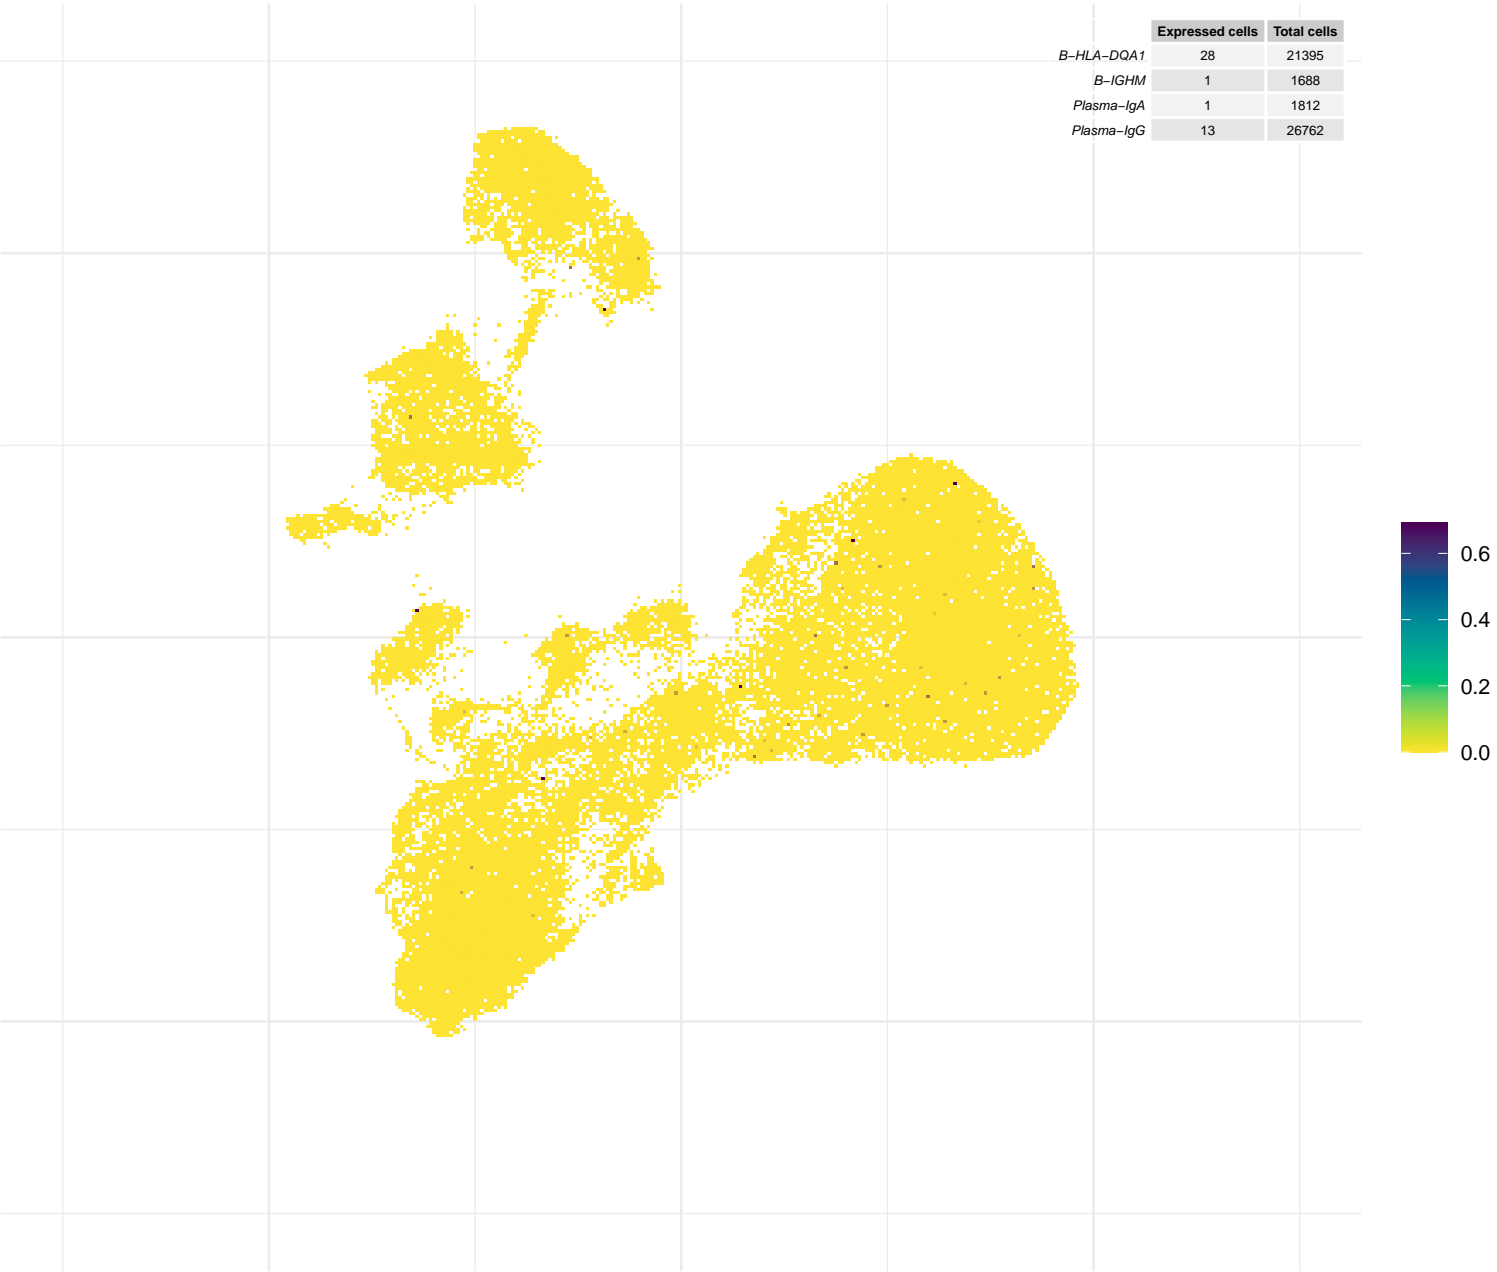 Expressed cells Total cells
B−HLA−DQA1 28 21395
B−IGHM 1 1688
Plasma−IgA 1 1812
Plasma−IgG 13 26762
0.6
0.4
0.2
0.0